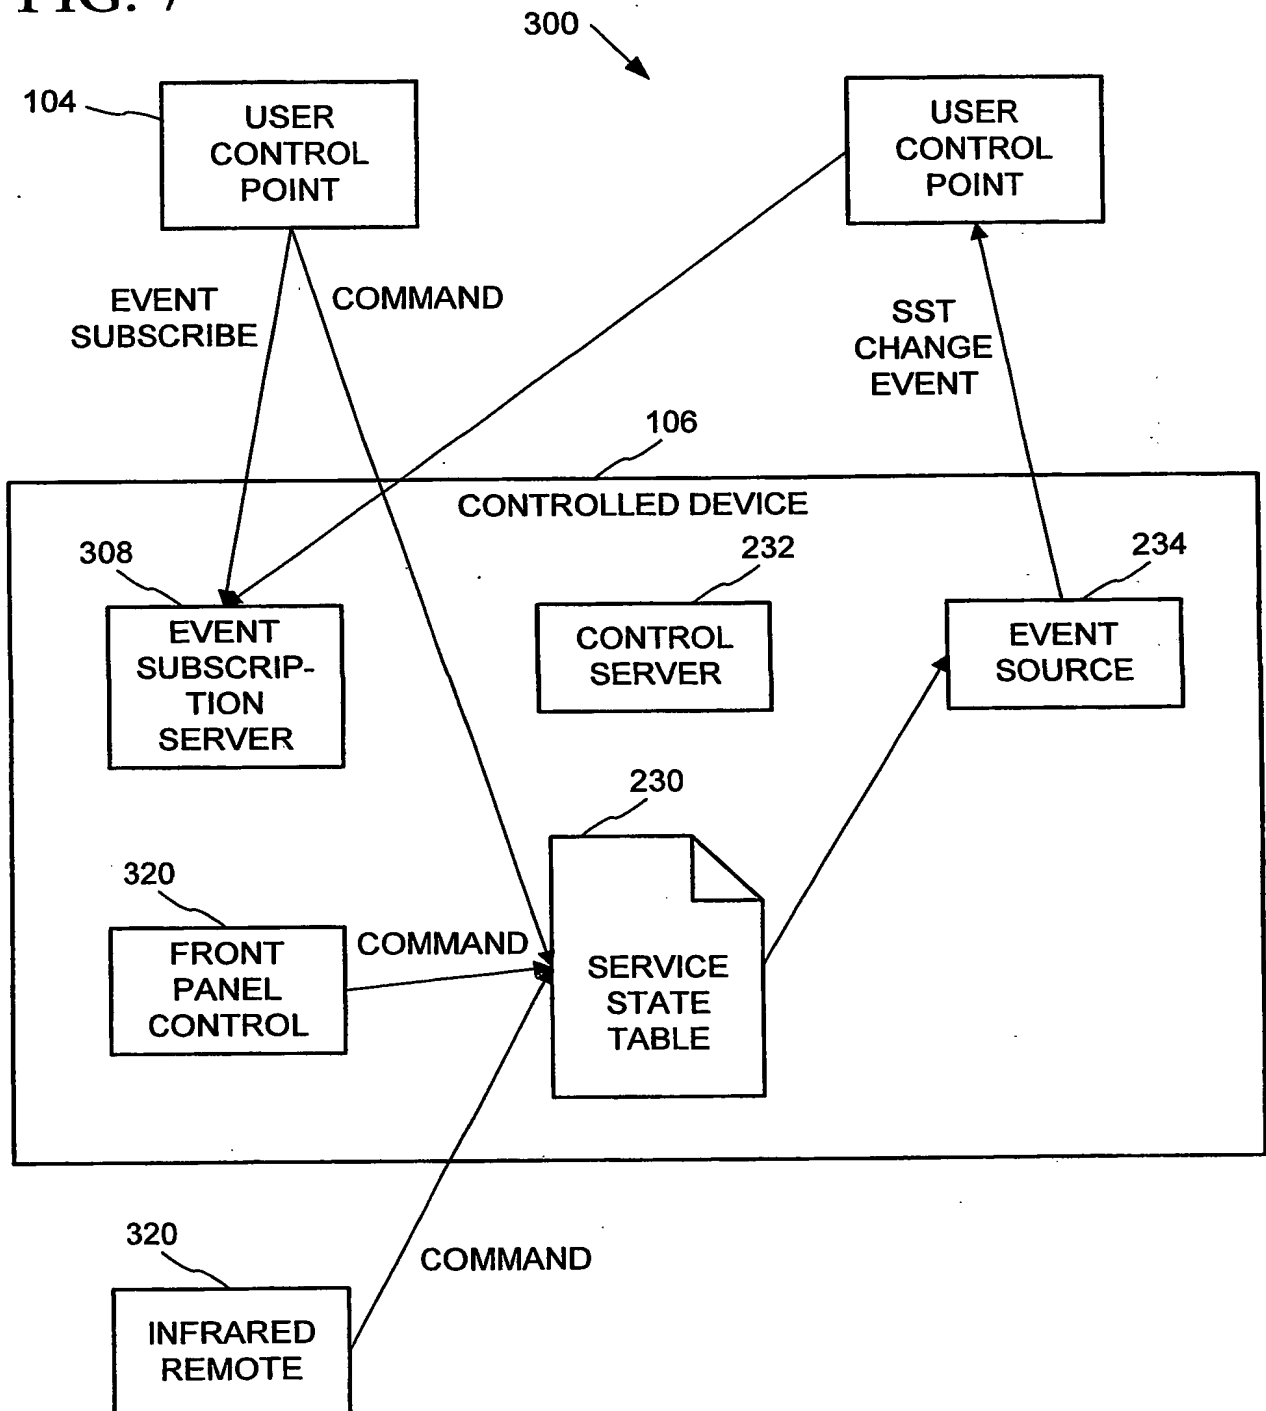 FIG. 7
300
104
USER
CONTROL
POINT
USER
CONTROL
POINT
EVENT
SUBSCRIBE
COMMAND
SST
CHANGE
EVENT
106
CONTROLLED DEVICE
308
EVENT
SUBSCRIP-
TION
SERVER
232
CONTROL
SERVER
234
EVENT
SOURCE
230
SERVICE
STATE
TABLE
320
FRONT
PANEL
CONTROL
COMMAND
320
INFRARED
REMOTE
COMMAND